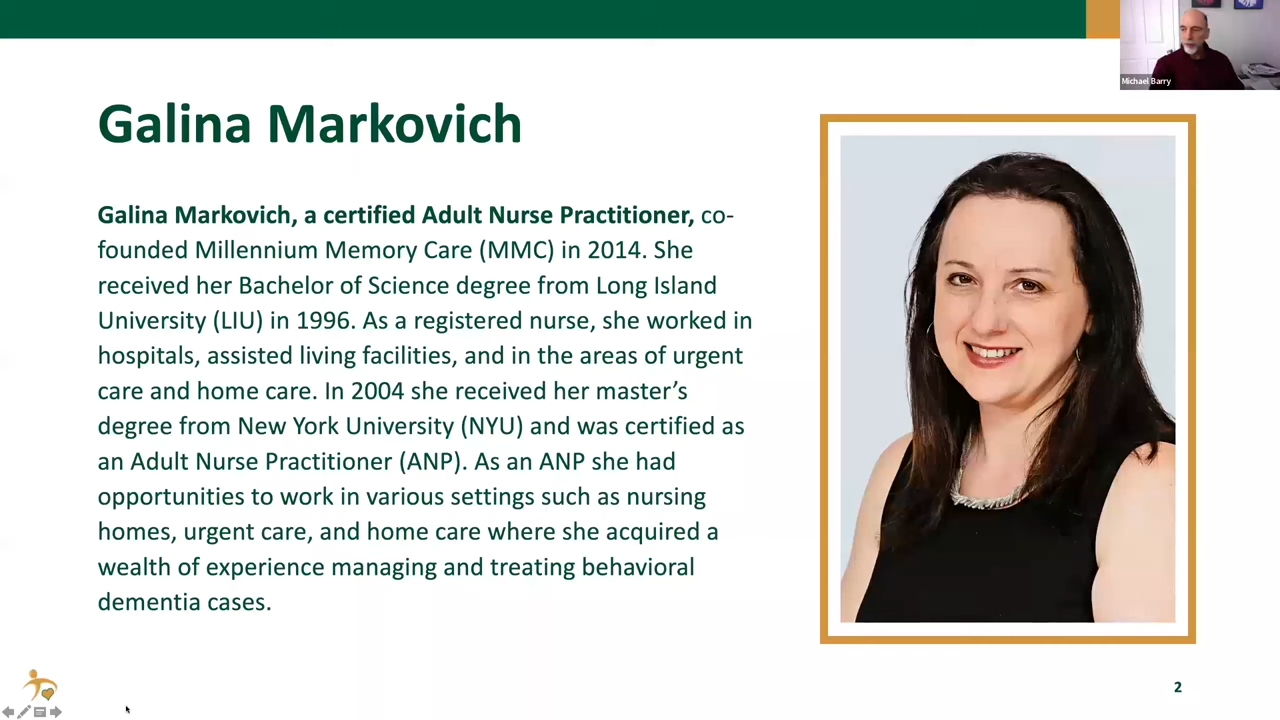 Michael Barry
Galina Markovich
Galina Markovich, a certified Adult Nurse Practitioner, co-
founded Millennium Memory Care (MMC) in 2014. She
received her Bachelor of Science degree from Long Island
University (LIU) in 1996. As a registered nurse, she worked in
hospitals, assisted living facilities, and in the areas of urgent
care and home care. In 2004 she received her master’s
degree from New York University (NYU) and was certified as
an Adult Nurse Practitioner (ANP). As an ANP she had
opportunities to work in various settings such as nursing
homes, urgent care, and home care where she acquired a
wealth of experience managing and treating behavioral
dementia cases.
2